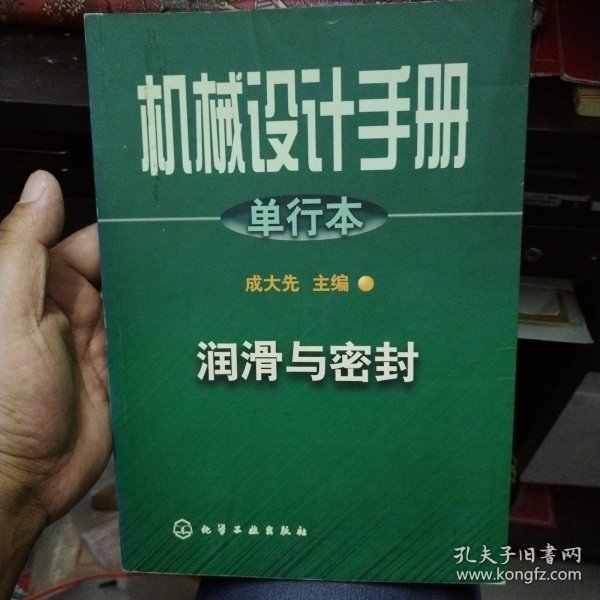 机械设计手册
单行本
成大先 主编
润滑与密封
化学工业出版社
孔夫子旧书网
www.kongfz.com